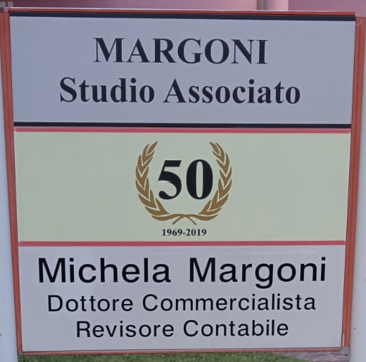 MARGONI
Studio Associato
50
1969-2019
Michela Margoni
Dottore Commercialista
Revisore Contabile